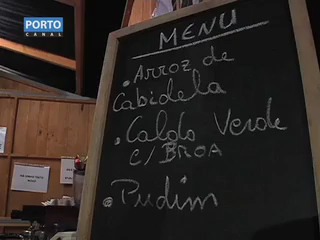 PORTO
CANAL
MENU
• Arroz de
Cabidela
• Caldo Verde
c/ BROA
• Pudim